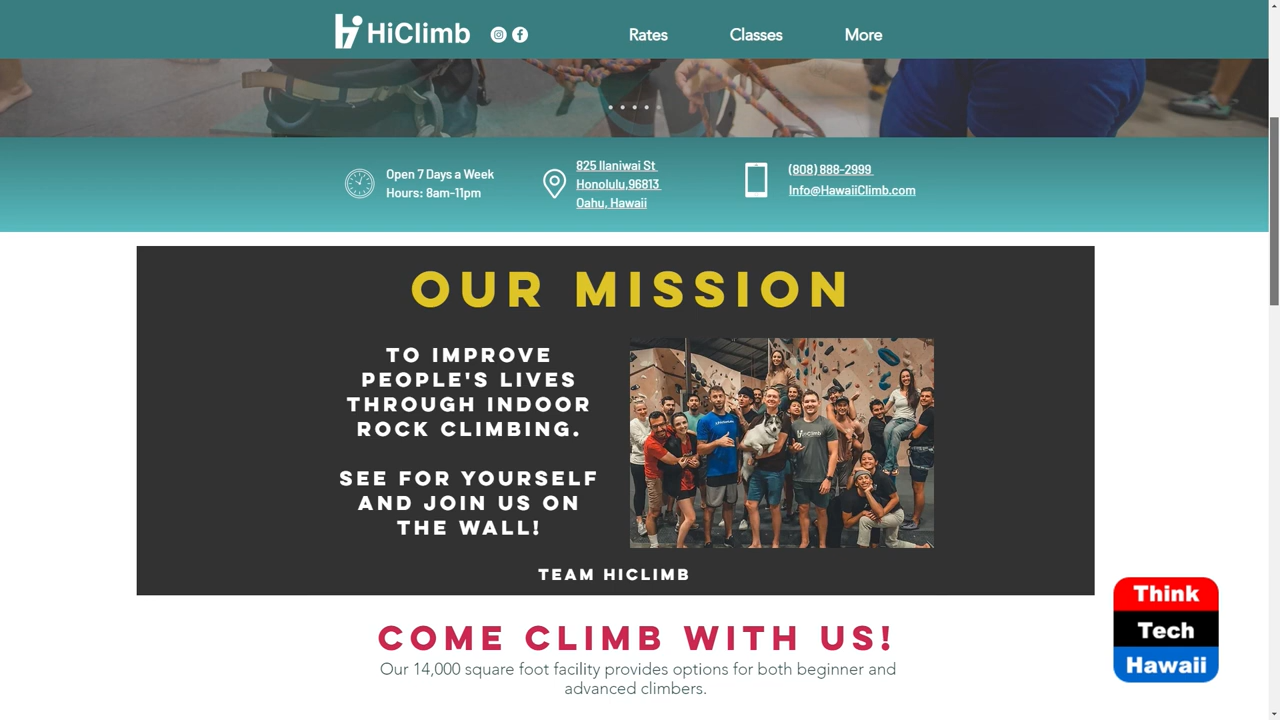 HiClimb
Rates
Classes
More
Open 7 Days a Week
Hours: 8am-11pm
825 Ilaniwai St
Honolulu,96813
Oahu, Hawaii
(808) 888-2999
Info@HawaiiClimb.com
OUR MISSION
TO IMPROVE
PEOPLE'S LIVES
THROUGH INDOOR
ROCK CLIMBING.
SEE FOR YOURSELF
AND JOIN US ON
THE WALL!
HiClimb
TEAM HICLIMB
COME CLIMB WITH US!
Our 14,000 square foot facility provides options for both beginner and
advanced climbers.
Think
Tech
Hawaii